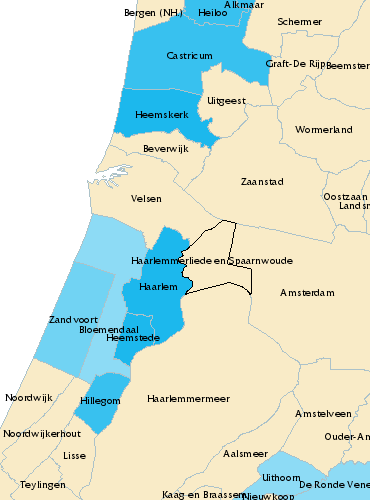 Alkmaar
Bergen (NH.)
Heiloo
Schermer
Castricum
Graft-De Rijp
Beemster
Uitgeest
Heemskerk
Wormerland
Beverwijk
Zaanstad
Oostzaan
Velsen
Landsm
Haarlemmerliede en Spaarnwoude
Haarlem
Amsterdam
Zandvoort
Bloemendaal
Heemstede
Noordwijk
Hillegom
Haarlemmermeer
Amstelveen
Noordwijkerhout
Ouder-Am
Lisse
Aalsmeer
Uithoorn
Teylingen
De Ronde Vene
Kaag en Braassem
Nieuwkoop